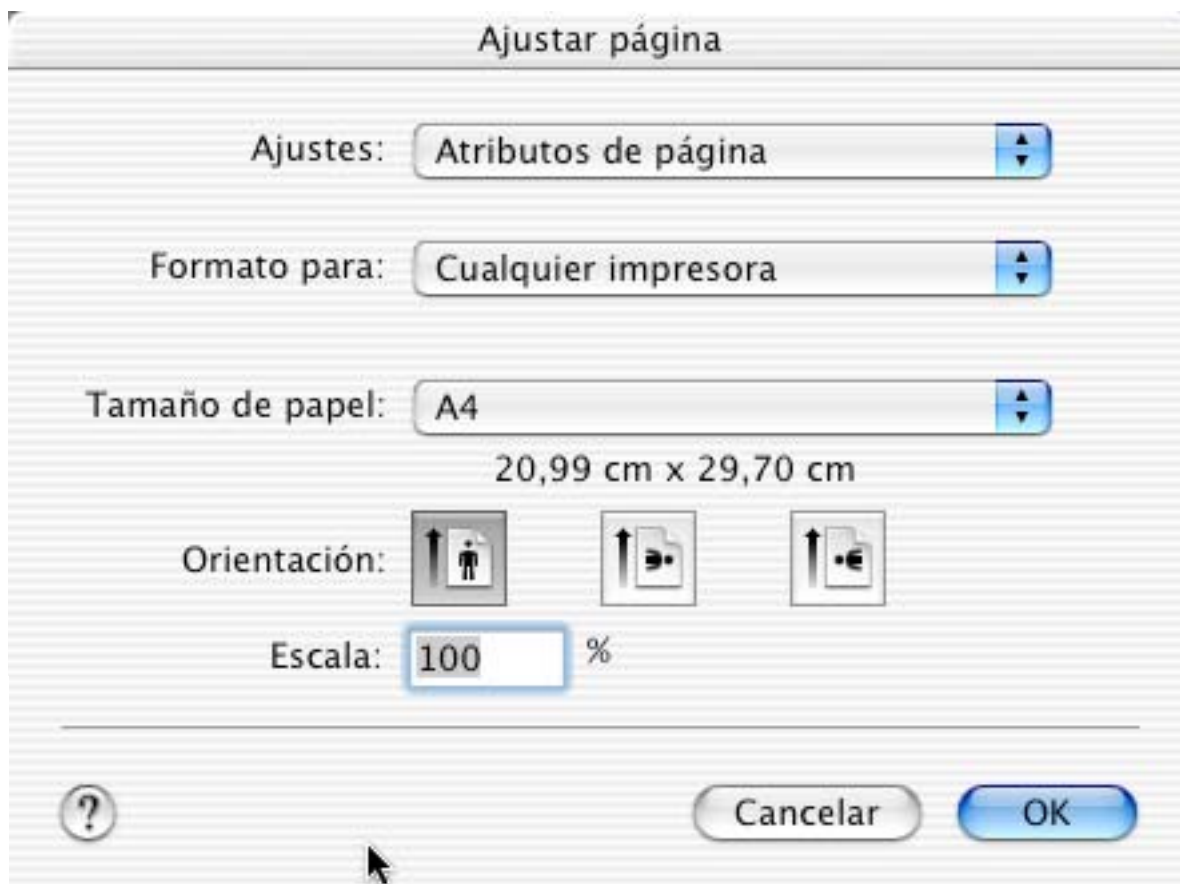 Ajustar página
Ajustes: Atributos de página
Formato para: Cualquier impresora
Tamaño de papel: A4
20,99 cm x 29,70 cm
Orientación:
Escala: 100 %
? Cancelar OK